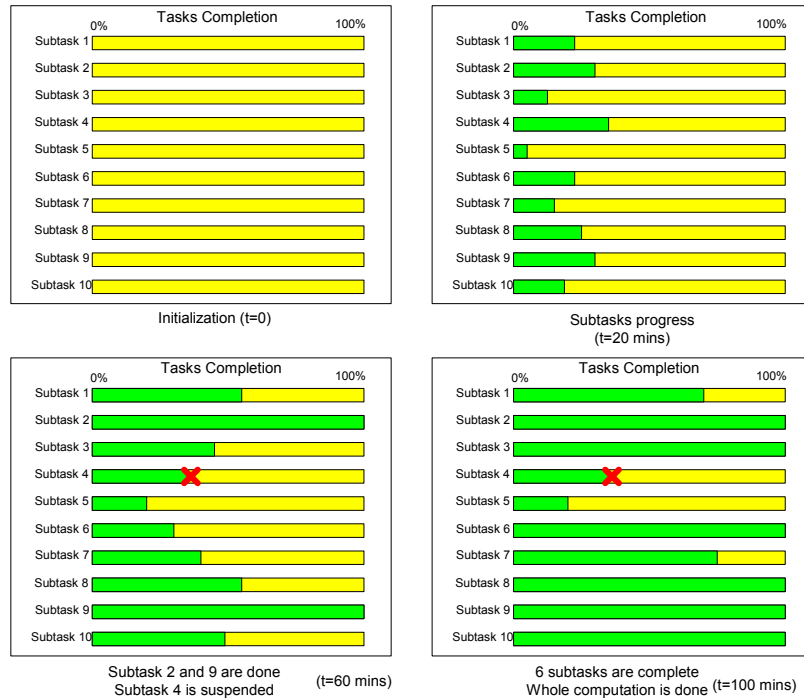 Tasks Completion
0% 100%
Subtask 1
Subtask 2
Subtask 3
Subtask 4
Subtask 5
Subtask 6
Subtask 7
Subtask 8
Subtask 9
Subtask 10
Initialization (t=0)
Tasks Completion
0% 100%
Subtask 1
Subtask 2
Subtask 3
Subtask 4
Subtask 5
Subtask 6
Subtask 7
Subtask 8
Subtask 9
Subtask 10
Subtasks progress
(t=20 mins)
Tasks Completion
0% 100%
Subtask 1
Subtask 2
Subtask 3
Subtask 4
Subtask 5
Subtask 6
Subtask 7
Subtask 8
Subtask 9
Subtask 10
Subtask 2 and 9 are done
Subtask 4 is suspended
(t=60 mins)
Tasks Completion
0% 100%
Subtask 1
Subtask 2
Subtask 3
Subtask 4
Subtask 5
Subtask 6
Subtask 7
Subtask 8
Subtask 9
Subtask 10
6 subtasks are complete
Whole computation is done
(t=100 mins)